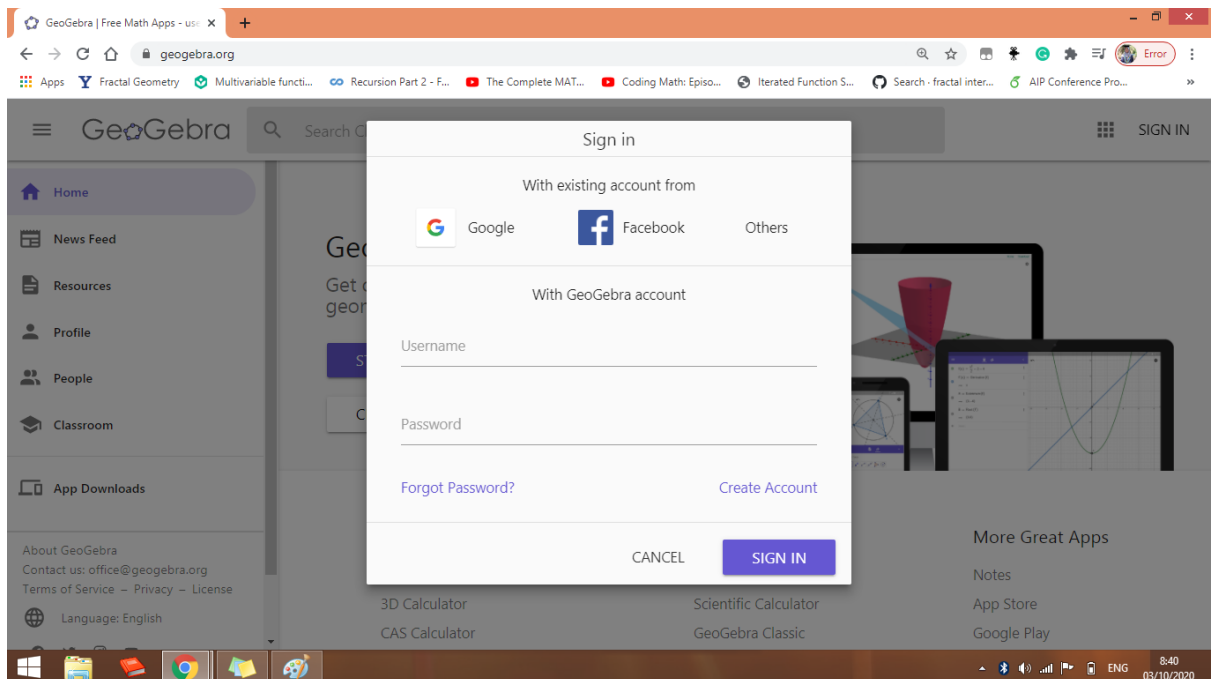 GeoGebra | Free Math Apps - use
geogebra.org
Error
Apps
Fractal Geometry
Multivariable functi...
Recursion Part 2 - F...
The Complete MAT...
Coding Math: Episo...
Iterated Function S...
Search · fractal inter...
AIP Conference Pro...
»
GeoGebra
Search C
SIGN IN
Home
News Feed
Resources
Profile
People
Classroom
App Downloads
About GeoGebra
Contact us: office@geogebra.org
Terms of Service – Privacy – License
Language: English
Geo
Get
geor
S
C
Sign in
With existing account from
Google
Facebook
Others
With GeoGebra account
Username
Password
Forgot Password?
Create Account
CANCEL
SIGN IN
3D Calculator
CAS Calculator
Scientific Calculator
GeoGebra Classic
More Great Apps
Notes
App Store
Google Play
ENG
8:40
03/10/2020